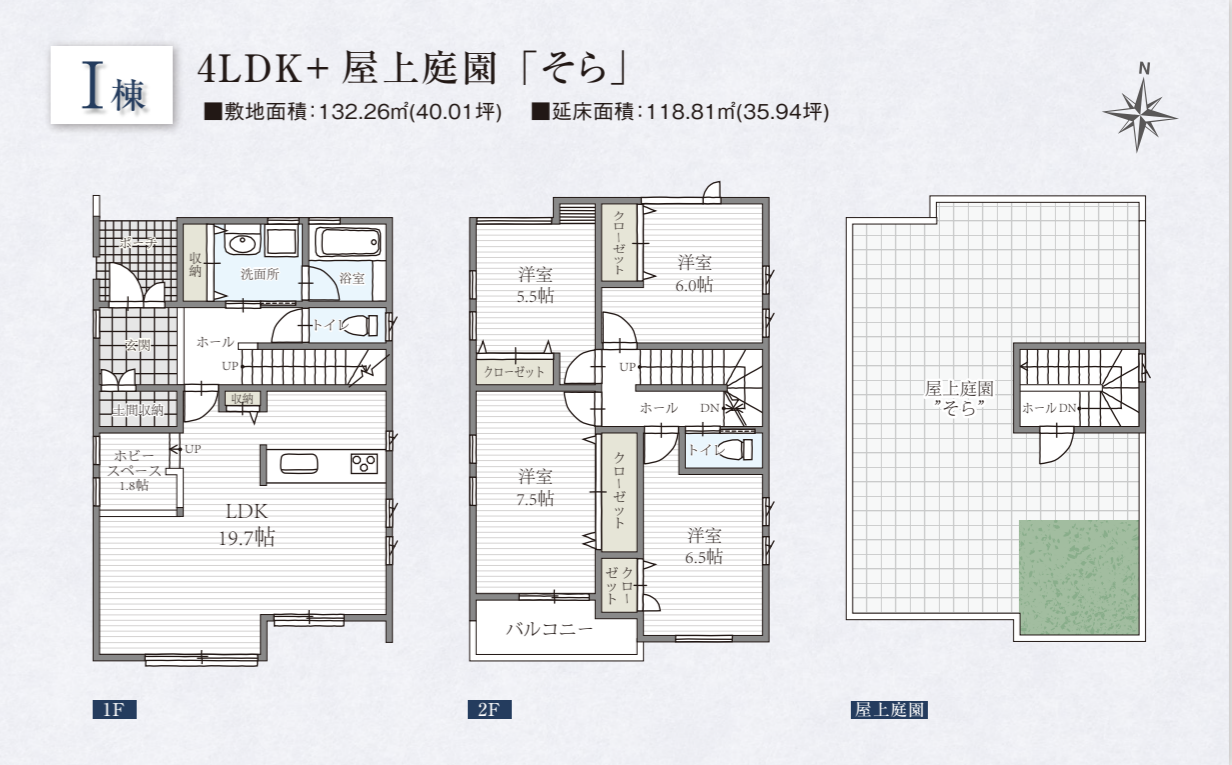 I棟
4LDK+屋上庭園「そら」
■敷地面積:132.26㎡(40.01坪) ■延床面積:118.81㎡(35.94坪)
N
ポーチ
収納
洗面所
浴室
トイレ
玄関
ホール
UP
土間収納
収納
ホビー
スペース
1.8帖
UP
LDK
19.7帖
1F
クローゼット
洋室
5.5帖
洋室
6.0帖
クローゼット
UP
ホール
DN
トイレ
洋室
7.5帖
クローゼット
洋室
6.5帖
クローゼット
バルコニー
2F
屋上庭園
"そら"
ホール DN
屋上庭園